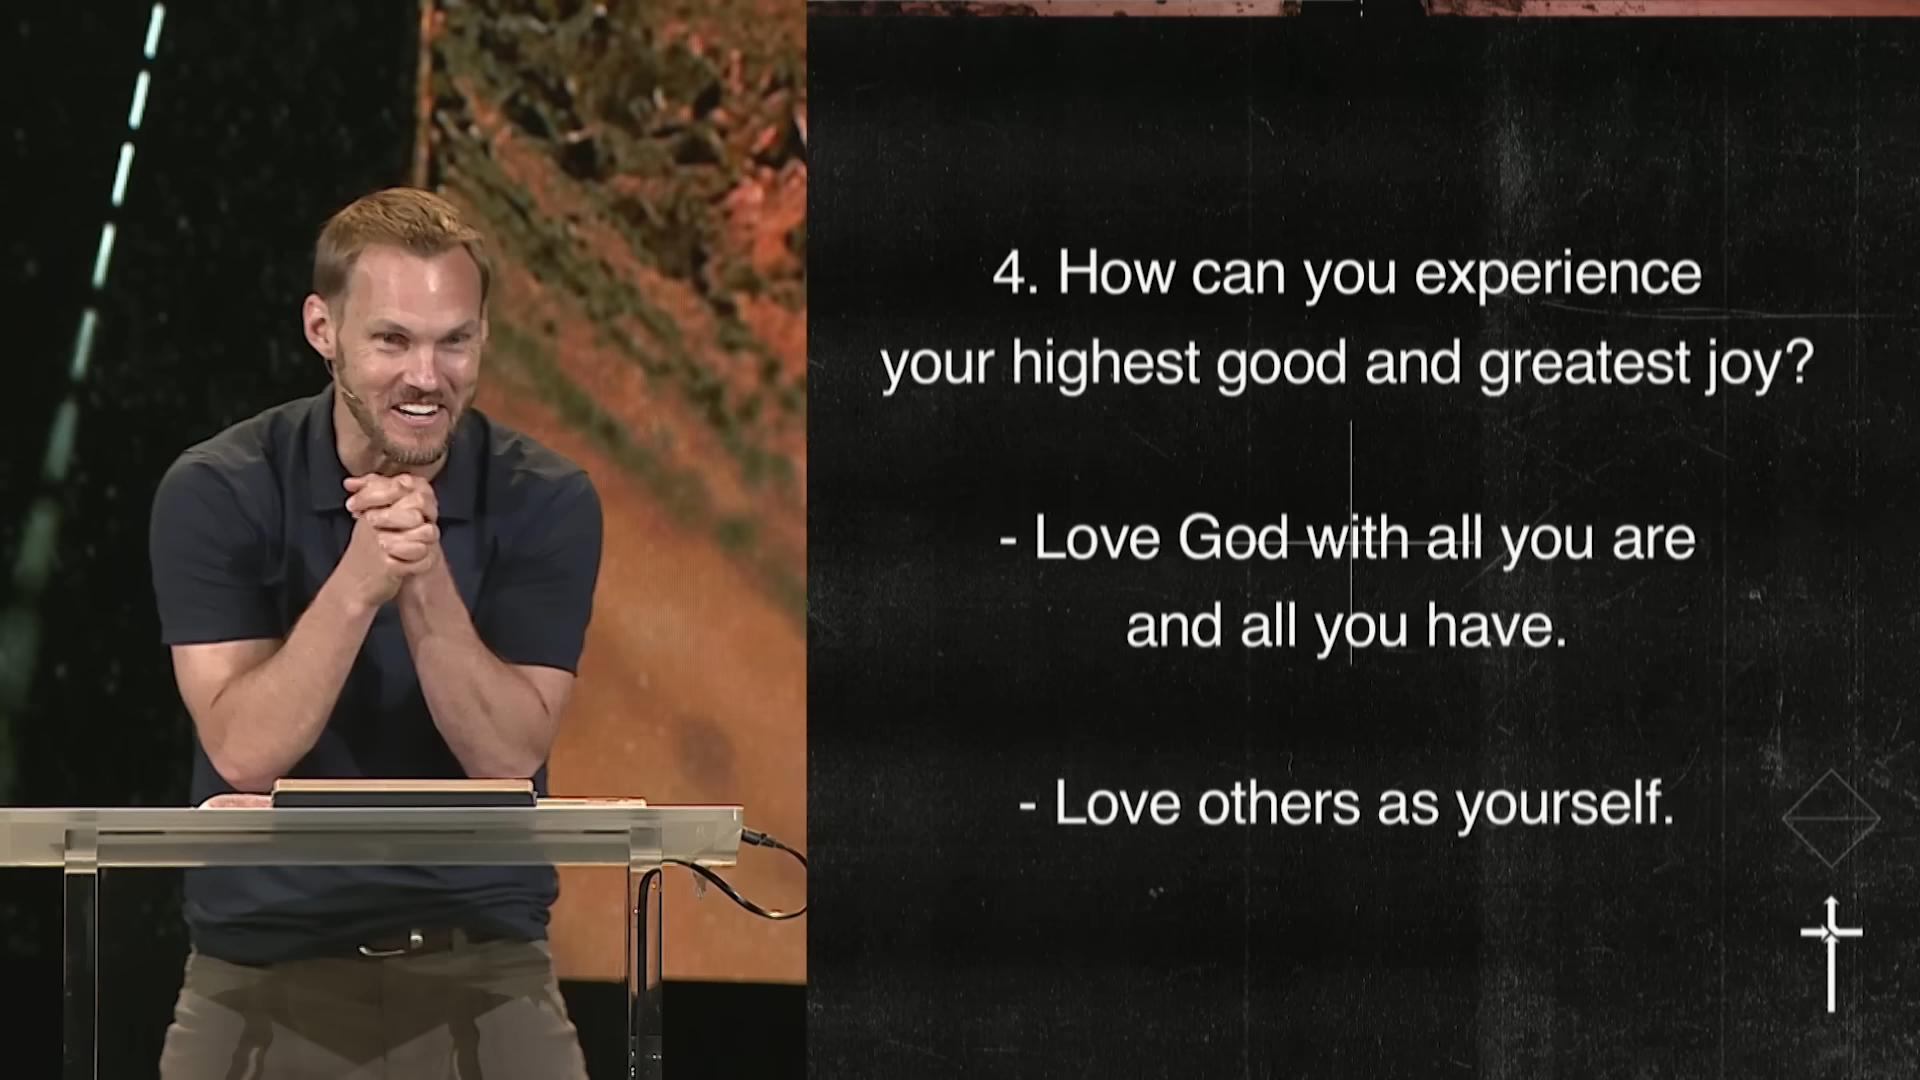 4. How can you experience
your highest good and greatest joy?
- Love God with all you are
and all you have.
- Love others as yourself.